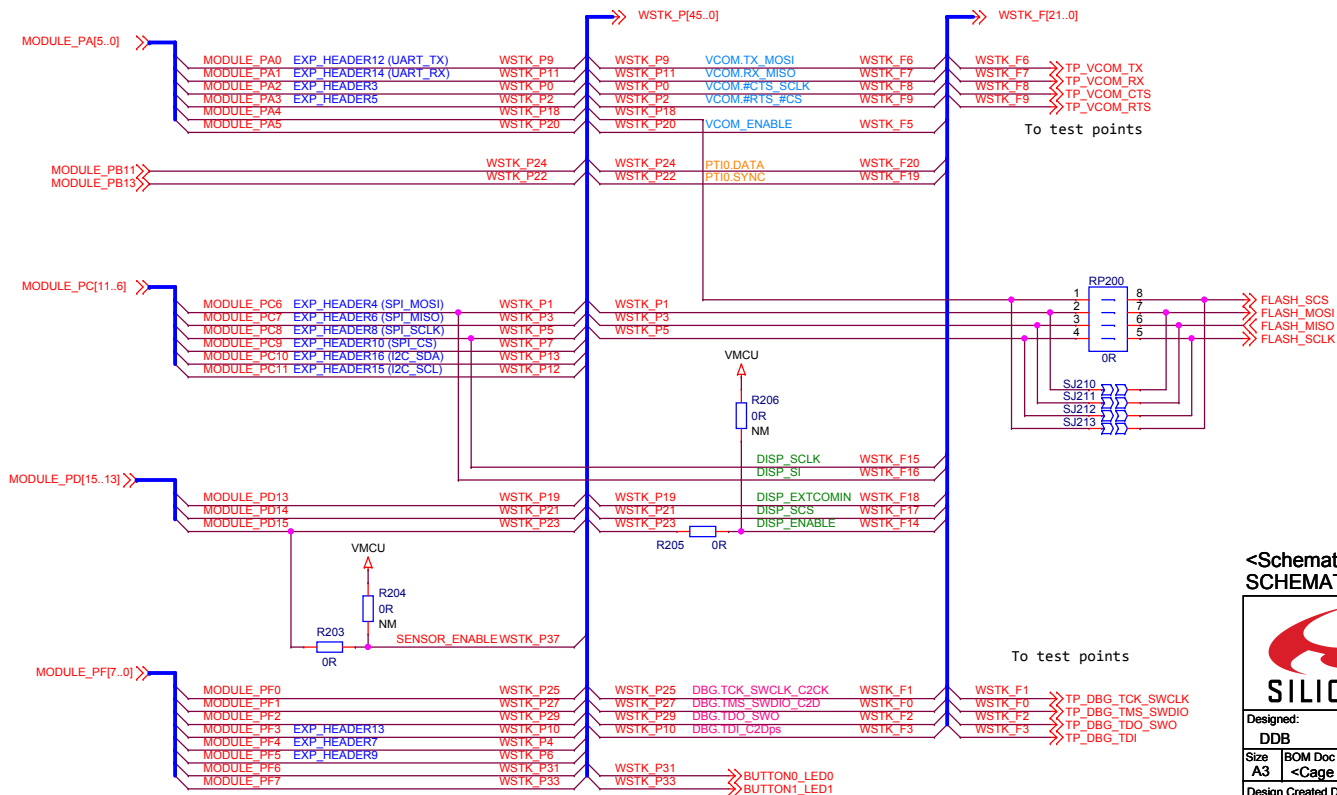 WSTK_P[45..0]
WSTK_F[21..0]
MODULE_PA[5..0]
MODULE_PA0 EXP_HEADER12 (UART_TX) WSTK_P9 WSTK_P9 VCOM.TX_MOSI WSTK_F6 WSTK_F6 TP_VCOM_TX
MODULE_PA1 EXP_HEADER14 (UART_RX) WSTK_P11 WSTK_P11 VCOM.RX_MISO WSTK_F7 WSTK_F7 TP_VCOM_RX
MODULE_PA2 EXP_HEADER3 WSTK_P0 WSTK_P0 VCOM.#CTS_SCLK WSTK_F8 WSTK_F8 TP_VCOM_CTS
MODULE_PA3 EXP_HEADER5 WSTK_P2 WSTK_P2 VCOM.#RTS_#CS WSTK_F9 WSTK_F9 TP_VCOM_RTS
MODULE_PA4 WSTK_P18 WSTK_P18
MODULE_PA5 WSTK_P20 WSTK_P20 VCOM_ENABLE WSTK_F5
To test points
MODULE_PB11 WSTK_P24 WSTK_P24 PTI0.DATA WSTK_F20
MODULE_PB13 WSTK_P22 WSTK_P22 PTI0.SYNC WSTK_F19
MODULE_PC[11..6]
RP200
MODULE_PC6 EXP_HEADER4 (SPI_MOSI) WSTK_P1 WSTK_P1 1 8 FLASH_SCS
MODULE_PC7 EXP_HEADER6 (SPI_MISO) WSTK_P3 WSTK_P3 2 7 FLASH_MOSI
MODULE_PC8 EXP_HEADER8 (SPI_SCLK) WSTK_P5 WSTK_P5 3 6 FLASH_MISO
MODULE_PC9 EXP_HEADER10 (SPI_CS) WSTK_P7 4 5 FLASH_SCLK
MODULE_PC10 EXP_HEADER16 (I2C_SDA) WSTK_P13
MODULE_PC11 EXP_HEADER15 (I2C_SCL) WSTK_P12
0R
VMCU
R206
0R
NM
SJ210
SJ211
SJ212
SJ213
DISP_SCLK WSTK_F15
DISP_SI WSTK_F16
MODULE_PD[15..13]
MODULE_PD13 WSTK_P19 WSTK_P19 DISP_EXTCOMIN WSTK_F18
MODULE_PD14 WSTK_P21 WSTK_P21 DISP_SCS WSTK_F17
MODULE_PD15 WSTK_P23 WSTK_P23 DISP_ENABLE WSTK_F14
R205 0R
VMCU
R204
0R
NM
R203
0R
SENSOR_ENABLE WSTK_P37
MODULE_PF[7..0]
To test points
MODULE_PF0 WSTK_P25 WSTK_P25 DBG.TCK_SWCLK_C2CK WSTK_F1 WSTK_F1 TP_DBG_TCK_SWCLK
MODULE_PF1 WSTK_P27 WSTK_P27 DBG.TMS_SWDIO_C2D WSTK_F0 WSTK_F0 TP_DBG_TMS_SWDIO
MODULE_PF2 WSTK_P29 WSTK_P29 DBG.TDO_SWO WSTK_F2 WSTK_F2 TP_DBG_TDO_SWO
MODULE_PF3 EXP_HEADER13 WSTK_P10 WSTK_P10 DBG.TDI_C2Dps WSTK_F3 WSTK_F3 TP_DBG_TDI
MODULE_PF4 EXP_HEADER7 WSTK_P4
MODULE_PF5 EXP_HEADER9 WSTK_P6
MODULE_PF6 WSTK_P31 WSTK_P31 BUTTON0_LED0
MODULE_PF7 WSTK_P33 WSTK_P33 BUTTON1_LED1
<Schemat
SCHEMAT
SILIC
Designed:
DDB
Size BOM Doc
A3 <Cage
Design Created D